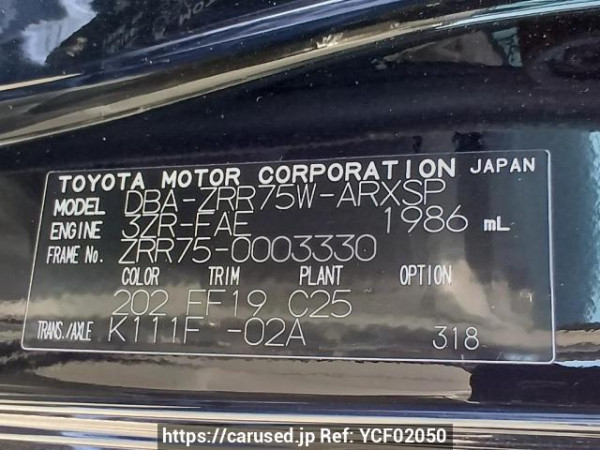 TOYOTA MOTOR CORPORATION JAPAN
MODEL DBA-ZRR75W-ARXSP
ENGINE 3ZR-FAE 1986 mL
FRAME No. ZRR75-0003330
COLOR TRIM PLANT OPTION
202 FF19 C25
TRANS./AXLE K111F -02A 318
https://carused.jp Ref: YCF02050